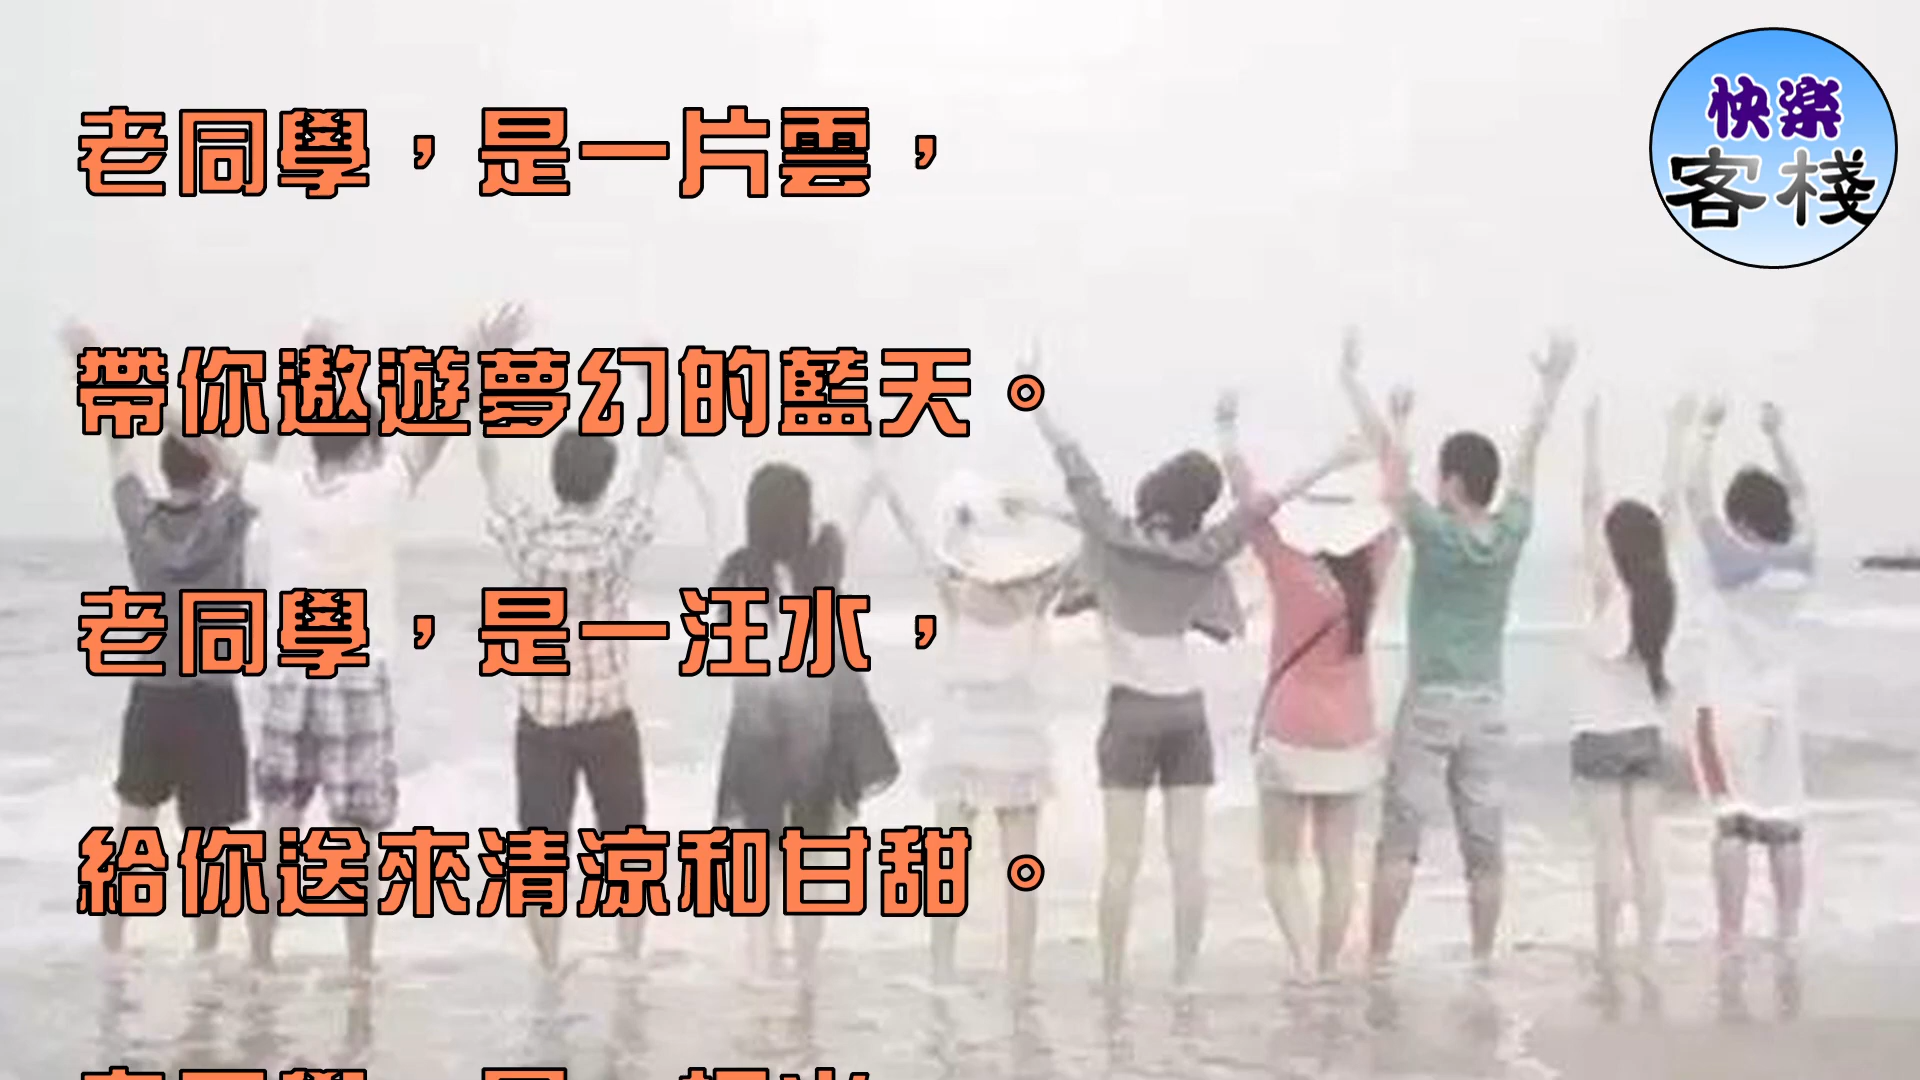 老同學，是一片雲，
帶你遨遊夢幻的藍天。
老同學，是一汪水，
給你送來清涼和甘甜。
快樂
客棧